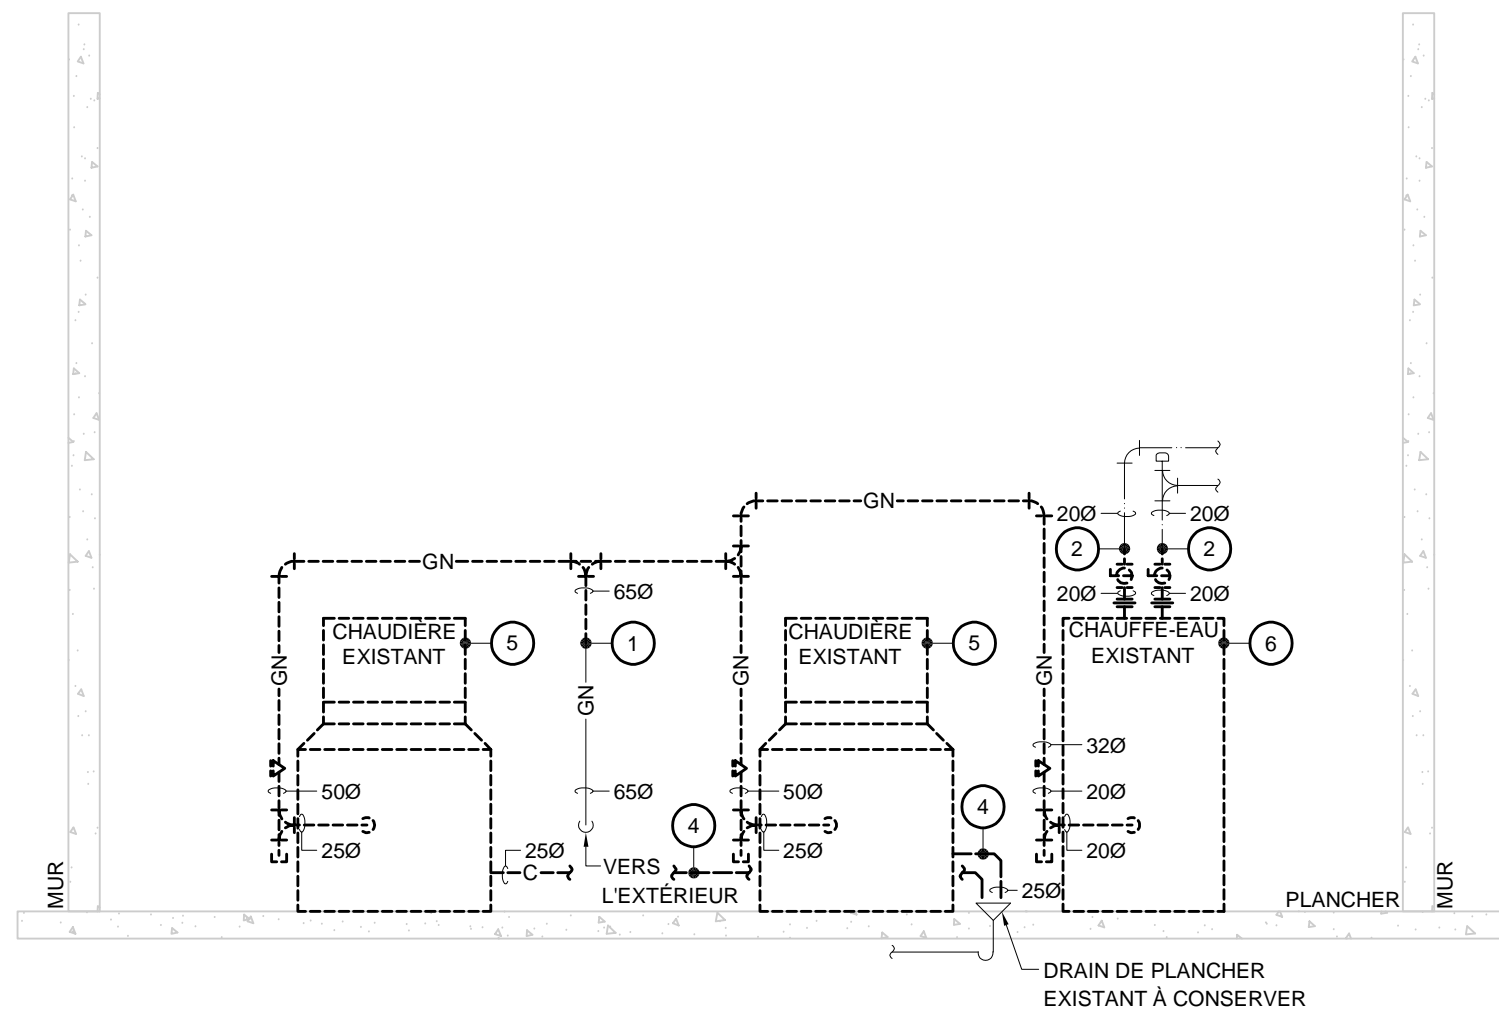 GN
20Ø
20Ø
2
2
GN
65Ø
20Ø
20Ø
CHAUDIÈRE
EXISTANT
5
1
CHAUDIÈRE
EXISTANT
5
CHAUFFE-EAU
EXISTANT
6
GN
GN
GN
GN
32Ø
50Ø
65Ø
50Ø
20Ø
4
4
25Ø
25Ø
25Ø
20Ø
C
VERS
L'EXTÉRIEUR
25Ø
MUR
PLANCHER
MUR
DRAIN DE PLANCHER
EXISTANT À CONSERVER